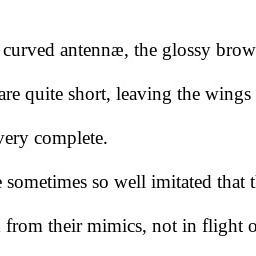 curved antennæ, the glossy brow
are quite short, leaving the wings
very complete.
sometimes so well imitated that
from their mimics, not in flight